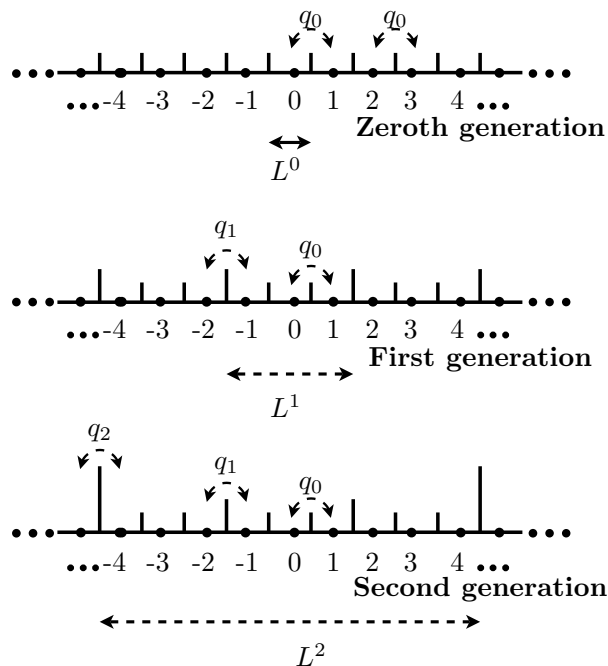 q₀ q₀
...-4 -3 -2 -1 0 1 2 3 4 ...
Zeroth generation
L⁰
q₁ q₀
...-4 -3 -2 -1 0 1 2 3 4 ...
First generation
L¹
q₂
q₁ q₀
...-4 -3 -2 -1 0 1 2 3 4 ...
Second generation
L²